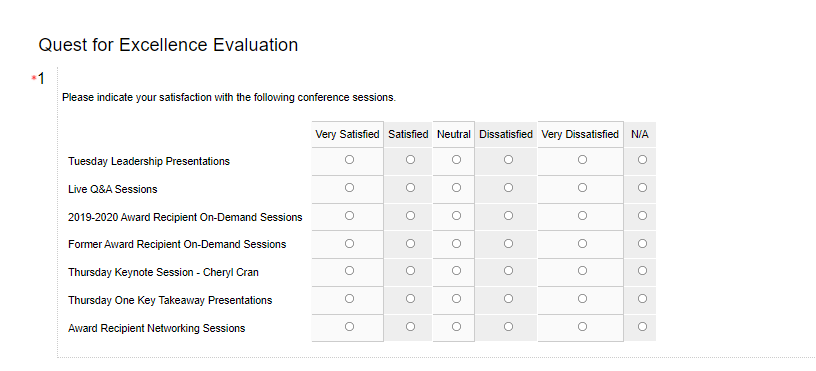 Quest for Excellence Evaluation
*1
Please indicate your satisfaction with the following conference sessions.
Very Satisfied Satisfied Neutral Dissatisfied Very Dissatisfied N/A
Tuesday Leadership Presentations
Live Q&A Sessions
2019-2020 Award Recipient On-Demand Sessions
Former Award Recipient On-Demand Sessions
Thursday Keynote Session - Cheryl Cran
Thursday One Key Takeaway Presentations
Award Recipient Networking Sessions